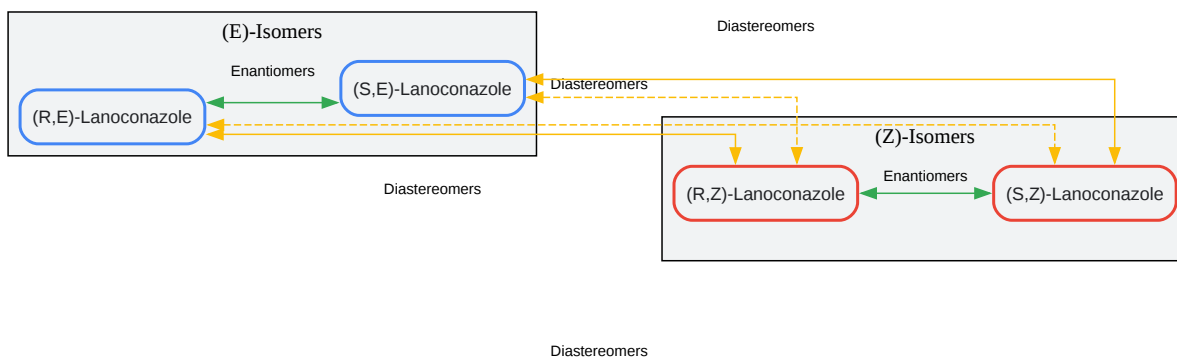 Diastereomers
(E)-Isomers
Enantiomers
(S,E)-Lanoconazole
Diastereomers
(R,E)-Lanoconazole
(Z)-Isomers
Diastereomers
(R,Z)-Lanoconazole
Enantiomers
(S,Z)-Lanoconazole
Diastereomers